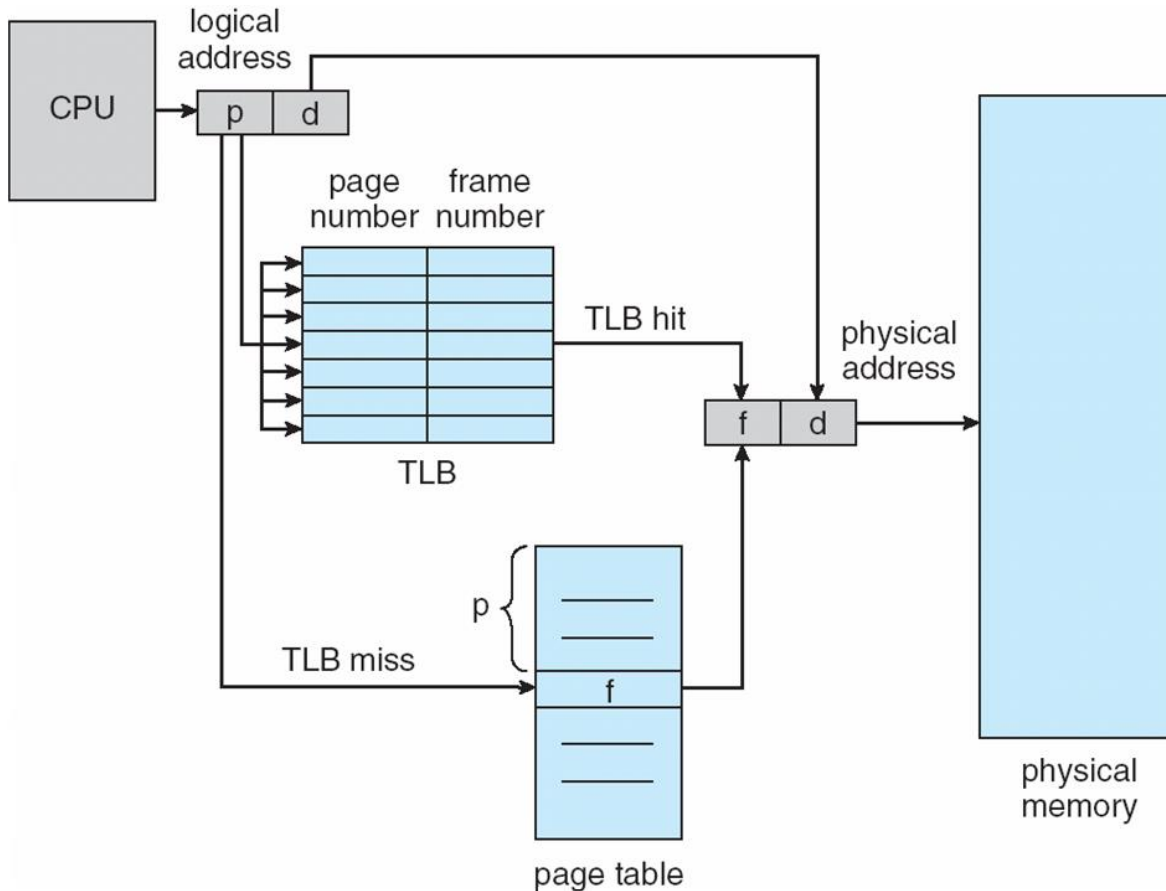 logical
address
CPU
p
d
page
number
frame
number
TLB hit
TLB
physical
address
f
d
p
TLB miss
f
page table
physical
memory